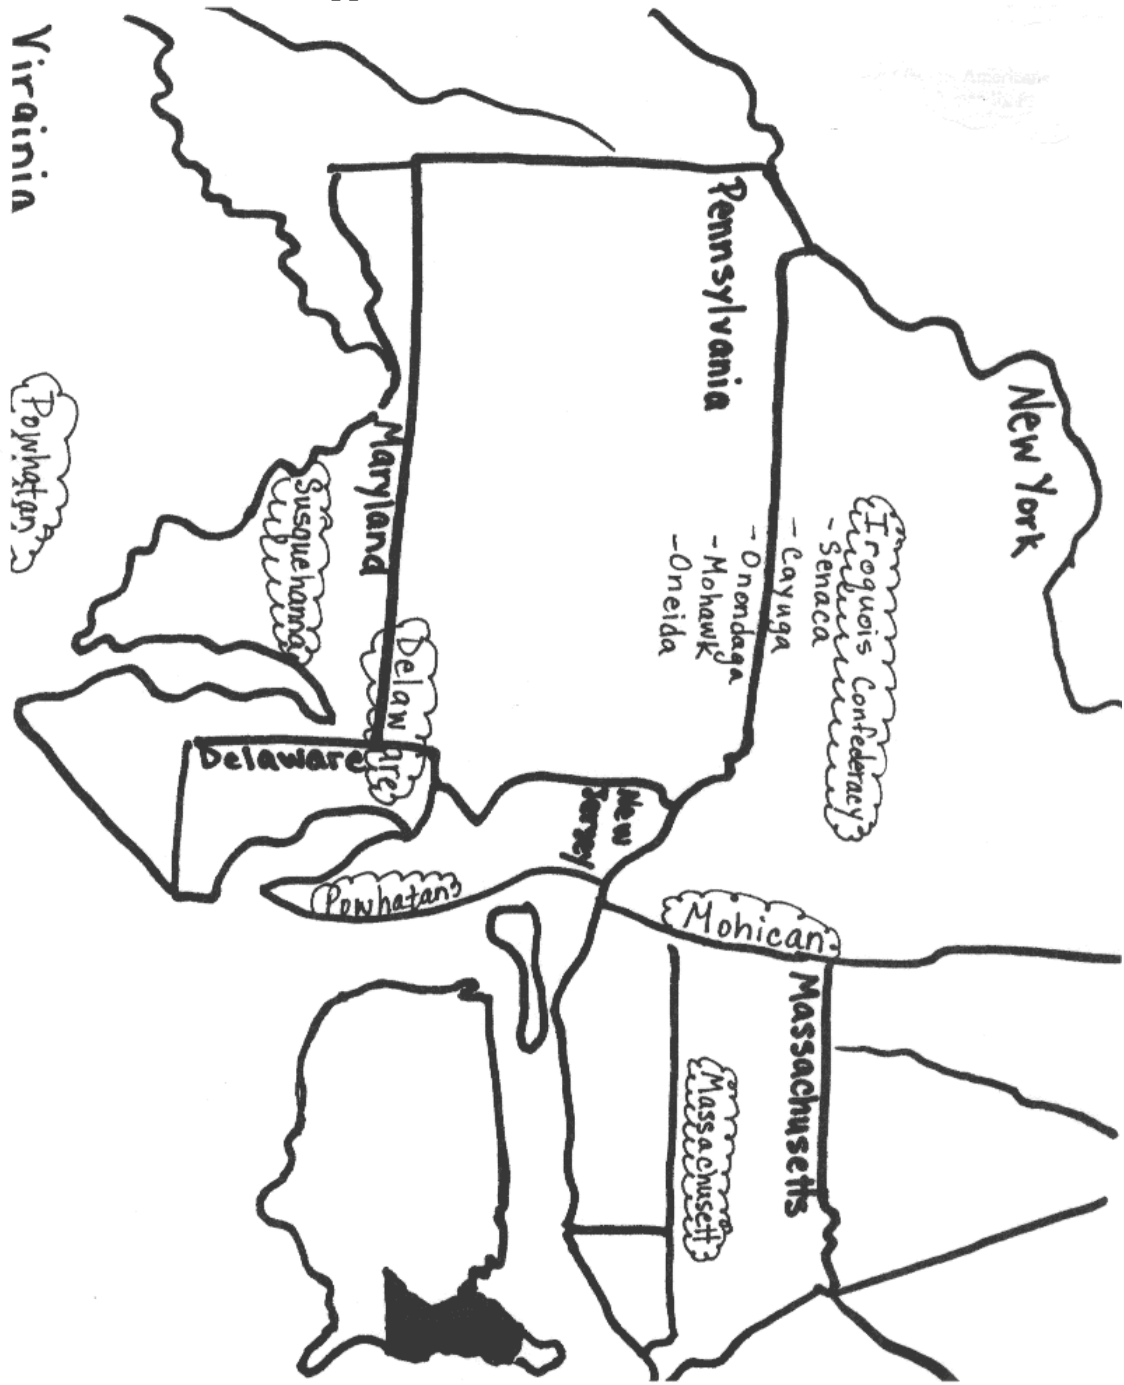 New York
Iroquois Confederacy
- Senaca
- Cayuga
- Onondaga
- Mohawk
- Oneida
Mohican
Massachusetts
Massachusett
Pennsylvania
New
Jersey
Maryland
Delaware
Delaware
Susquehanna
Powhatan
Virginia
Powhatan